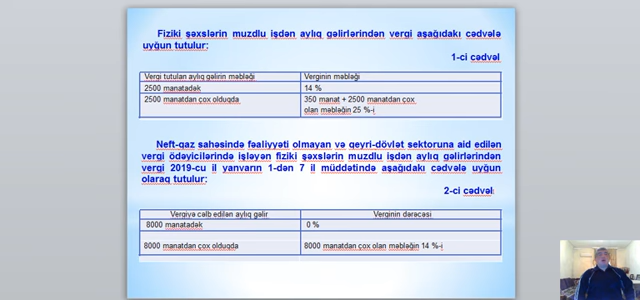 Fiziki şəxslərin muzdlu işdən aylıq gəlirlərindən vergi aşağıdakı cədvələ
uyğun tutulur:
1-ci cədvəl
Vergi tutulan aylıq gəlirin məbləği Verginin məbləği
2500 manatadək 14 %
2500 manatdan çox olduqda 350 manat + 2500 manatdan çox
olan məbləğin 25 %-i
Neft-qaz sahəsində fəaliyyəti olmayan və qeyri-dövlət sektoruna aid edilən
vergi ödəyicilərində işləyən fiziki şəxslərin muzdlu işdən aylıq gəlirlərindən
vergi 2019-cu il yanvarın 1-dən 7 il müddətində aşağıdakı cədvələ uyğun
olaraq tutulur:
2-ci cədvəl:
Vergiyə cəlb edilən aylıq gəlir Verginin dərəcəsi
8000 manatadək 0 %
8000 manatdan çox olduqda 8000 manatdan çox olan məbləğin 14 %-i